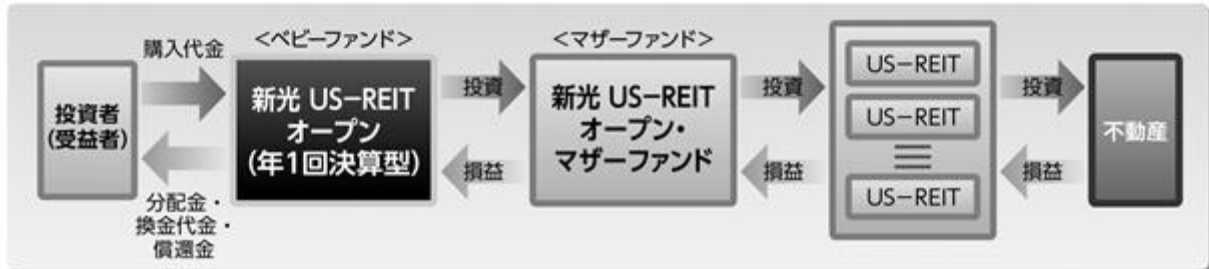 購入代金
投資者
(受益者)
分配金・
換金代金・
償還金
<ベビーファンド>
新光 US-REIT
オープン
(年1回決算型)
投資
損益
<マザーファンド>
新光 US-REIT
オープン・
マザーファンド
投資
損益
US-REIT
US-REIT
US-REIT
投資
損益
不動産